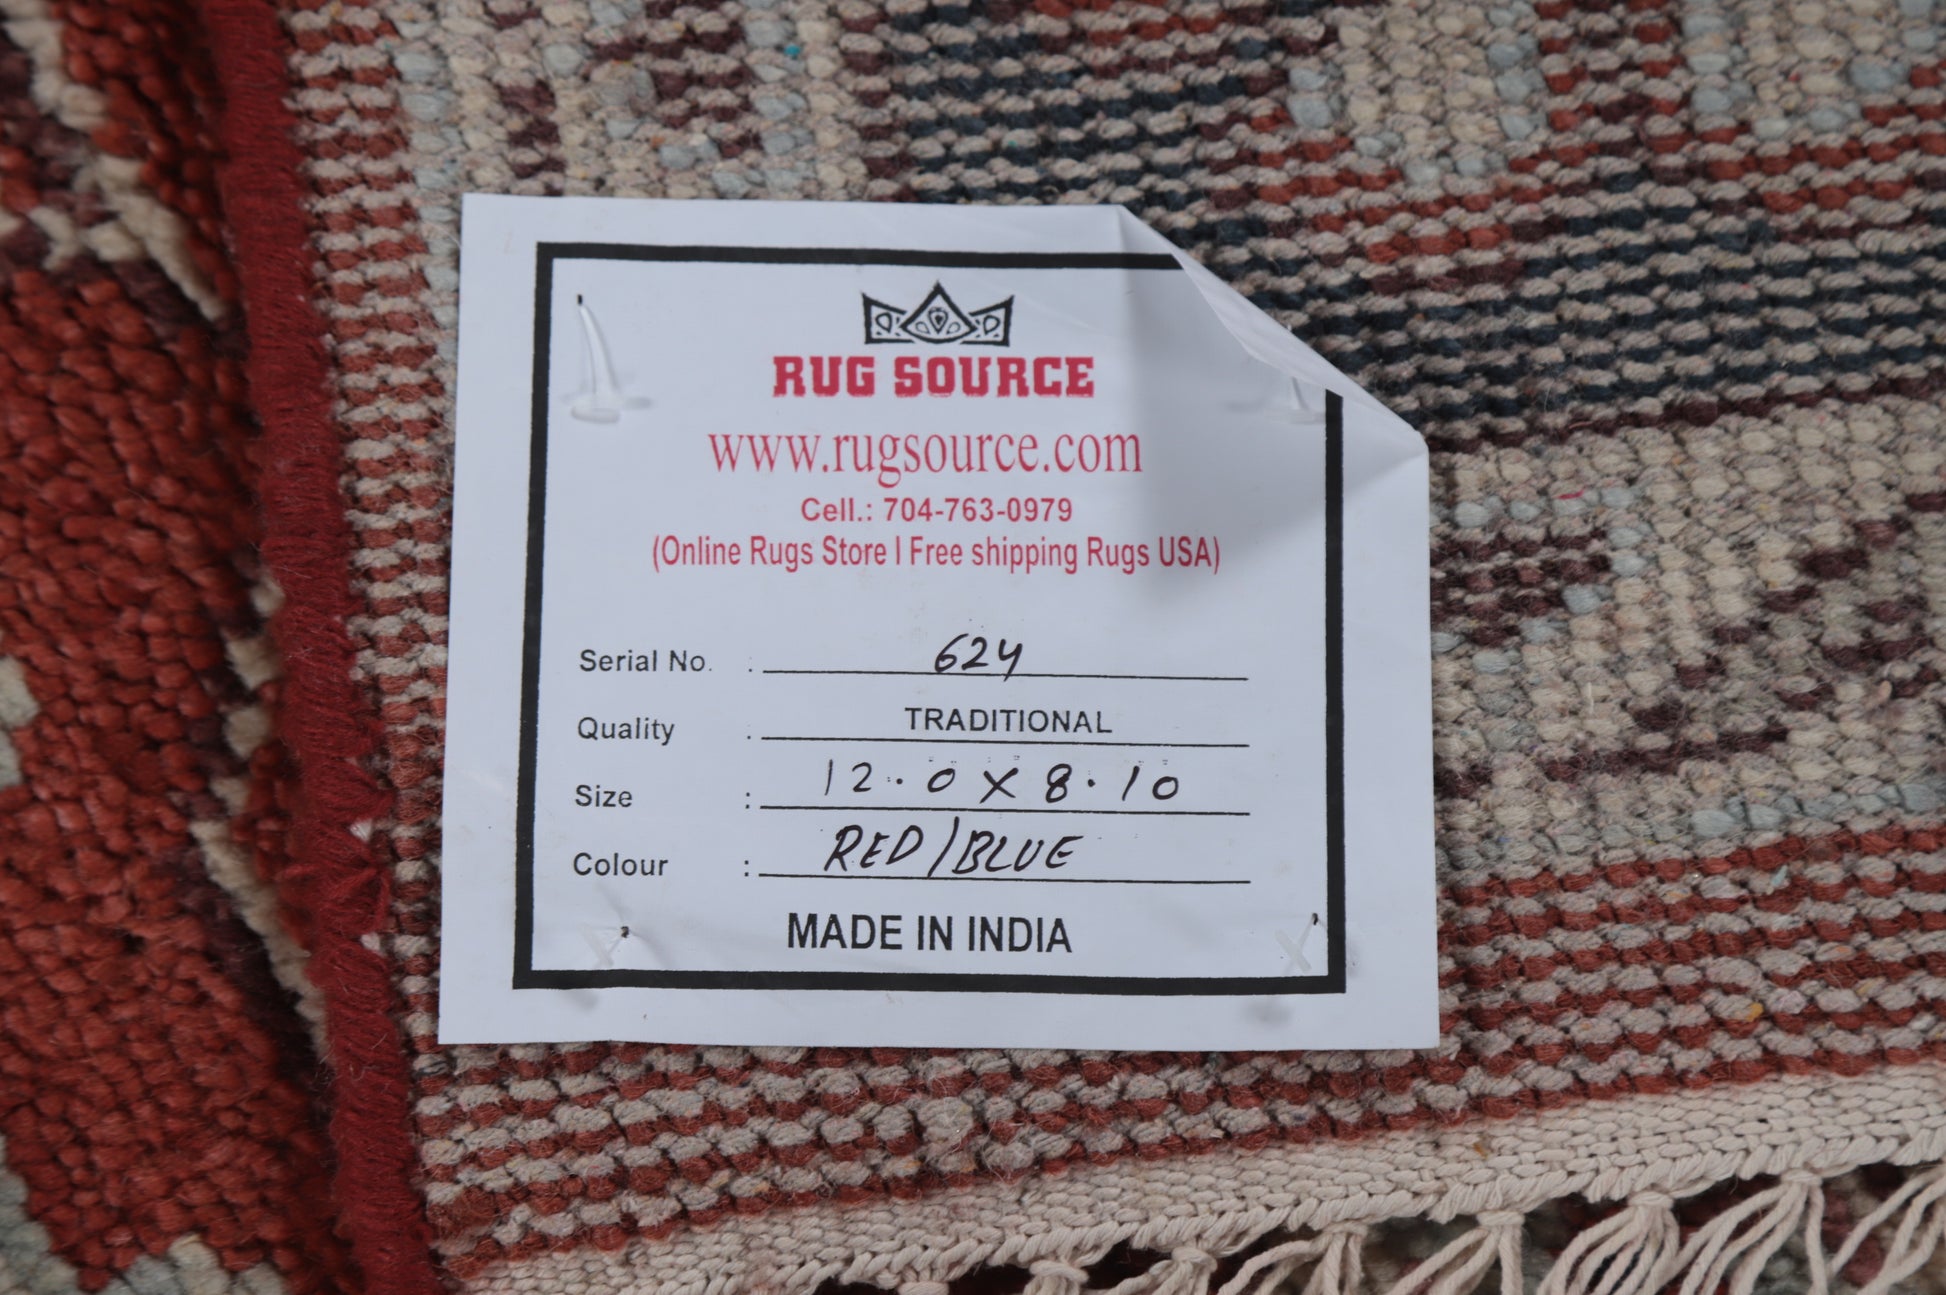 RUG SOURCE
www.rugsource.com
Cell.: 704-763-0979
(Online Rugs Store | Free shipping Rugs USA)
Serial No. : 624
Quality : TRADITIONAL
Size : 12.0 X 8.10
Colour : RED/BLUE
MADE IN INDIA